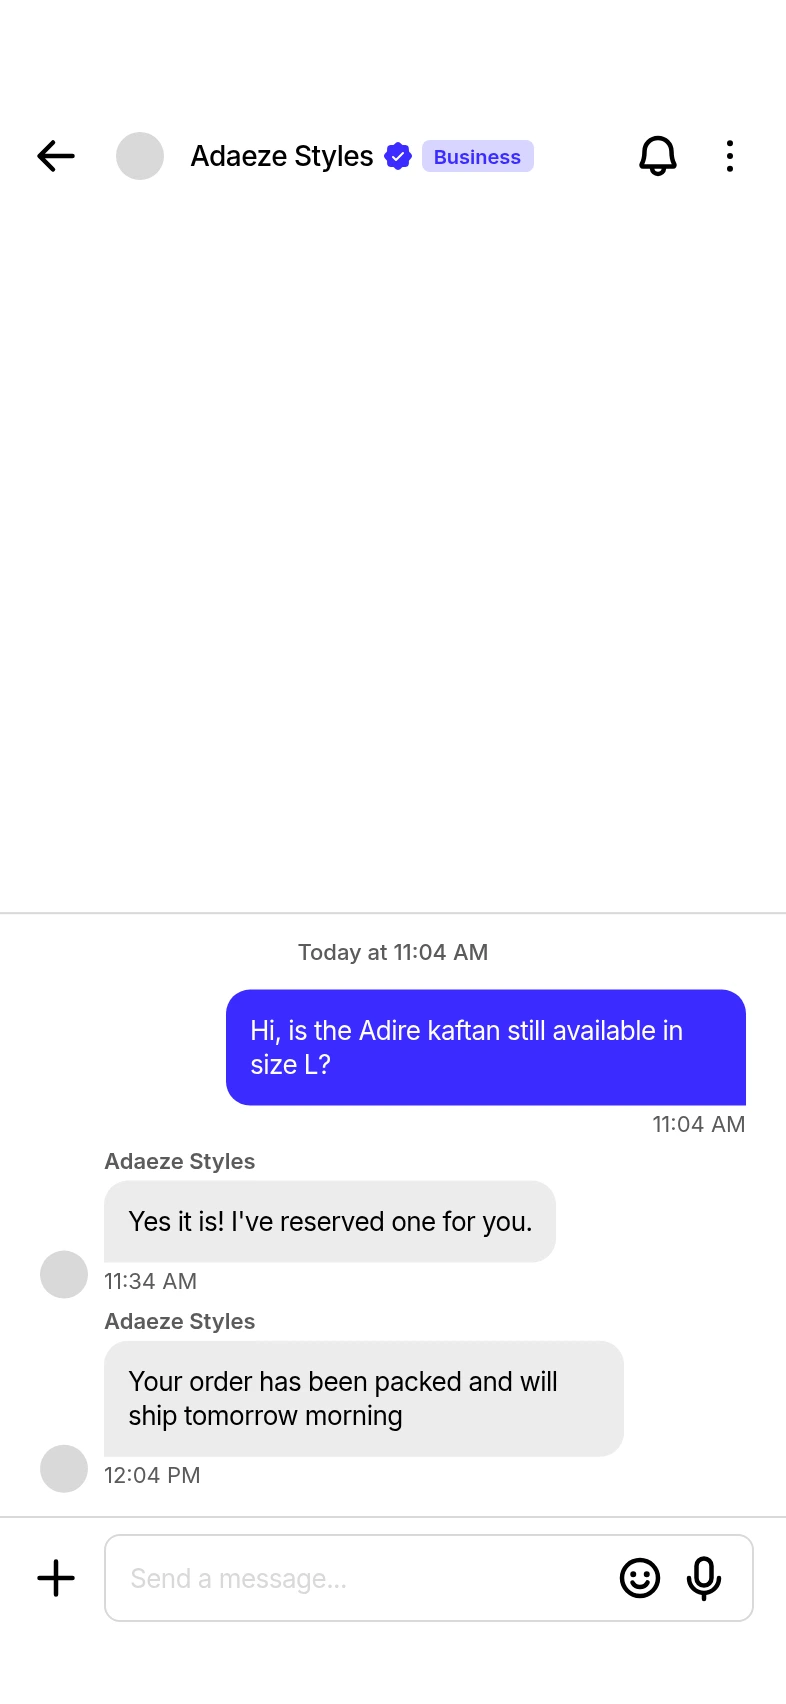 Adaeze Styles Business
Today at 11:04 AM
Hi, is the Adire kaftan still available in
size L?
11:04 AM
Adaeze Styles
Yes it is! I've reserved one for you.
11:34 AM
Adaeze Styles
Your order has been packed and will
ship tomorrow morning
12:04 PM
Send a message...